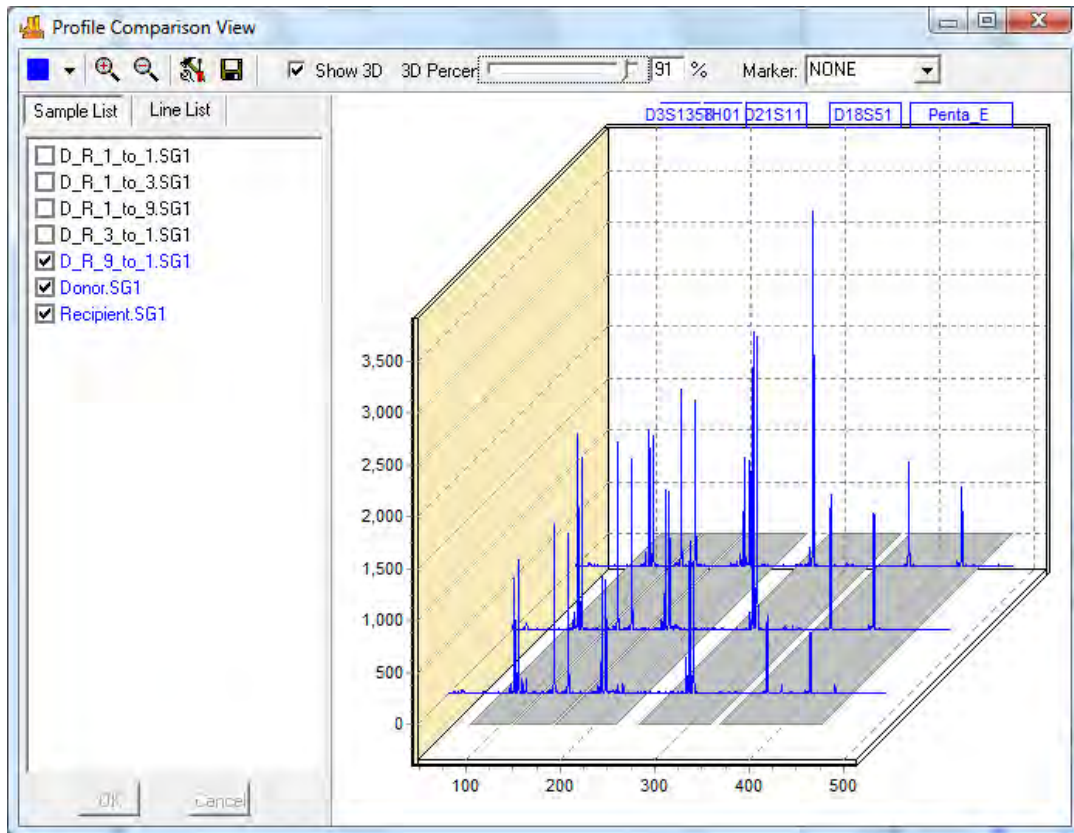 Profile Comparison View
Show 3D 3D Percer 91 % Marker: NONE
Sample List Line List
D_R_1_to_1.SG1
D_R_1_to_3.SG1
D_R_1_to_9.SG1
D_R_3_to_1.SG1
D_R_9_to_1.SG1
Donor.SG1
Recipient.SG1
OK Cancel
D3S1358 TH01 D21S11 D18S51 Penta_E
3,500
3,000
2,500
2,000
1,500
1,000
500
0
100 200 300 400 500